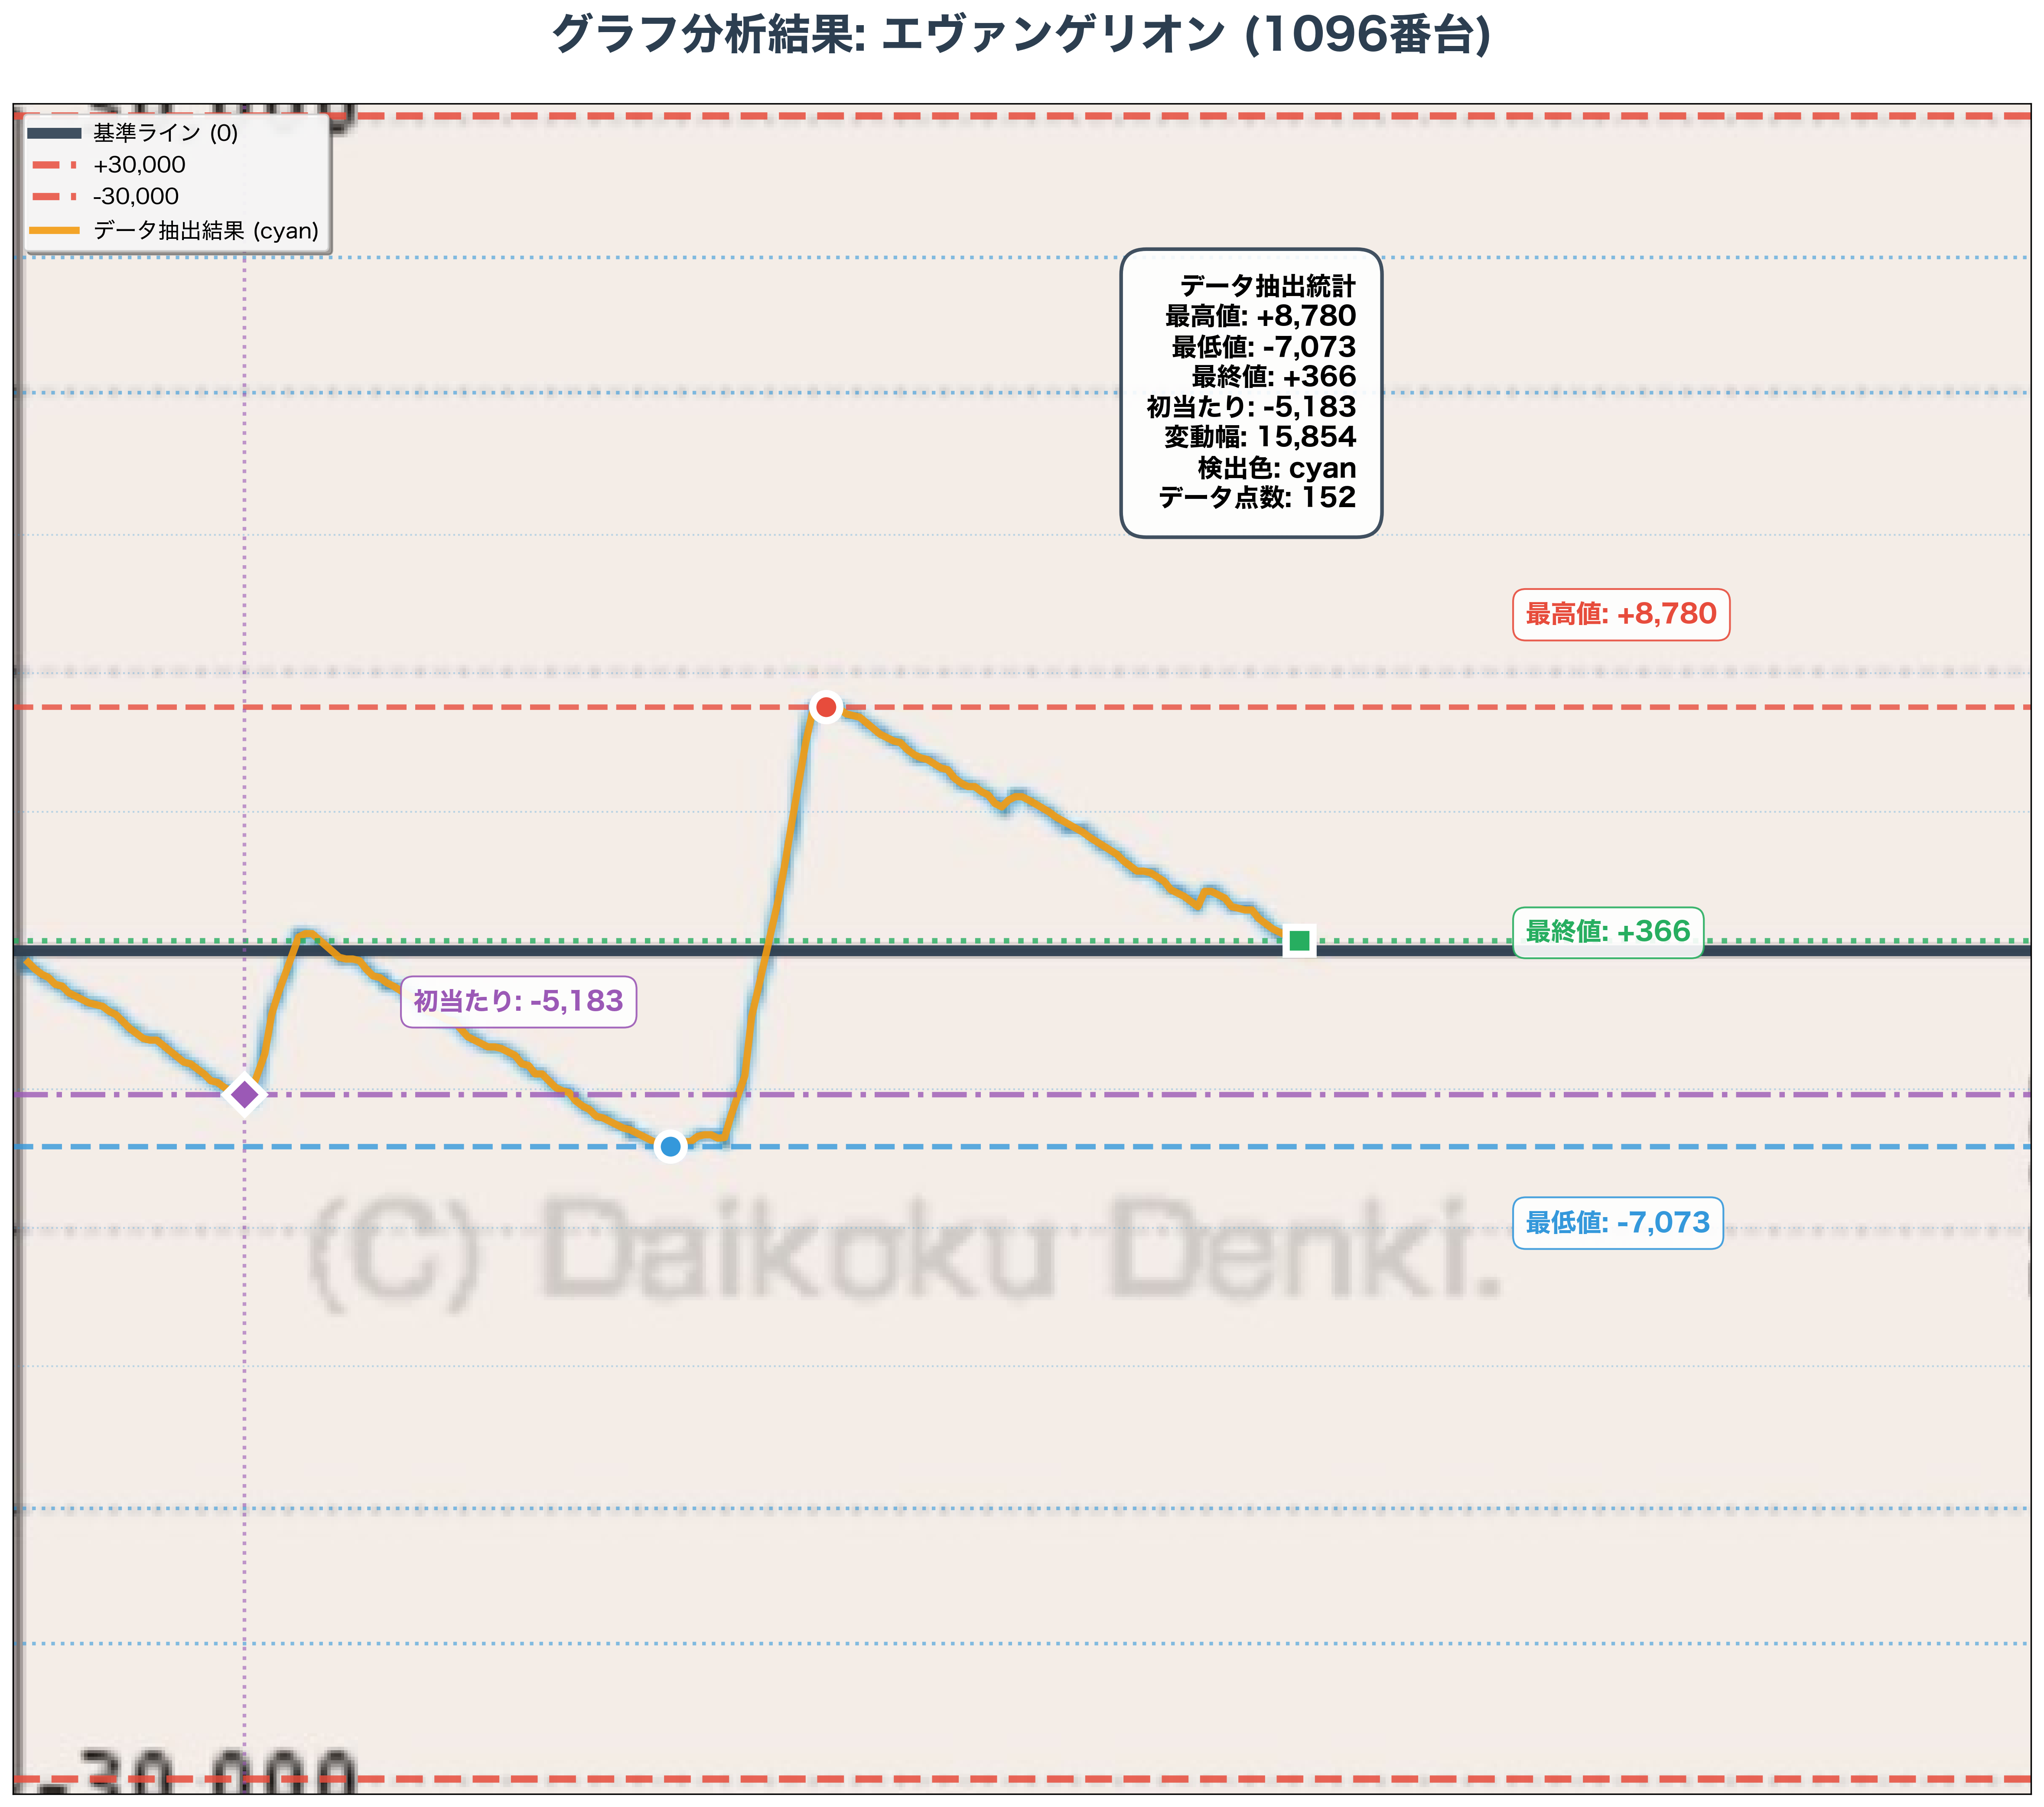 グラフ分析結果: エヴァンゲリオン (1096番台)
基準ライン (0)
+30,000
-30,000
データ抽出結果 (cyan)
データ抽出統計
最高値: +8,780
最低値: -7,073
最終値: +366
初当たり: -5,183
変動幅: 15,854
検出色: cyan
データ点数: 152
最高値: +8,780
最終値: +366
初当たり: -5,183
最低値: -7,073
(C) Daikoku Denki.
-30,000